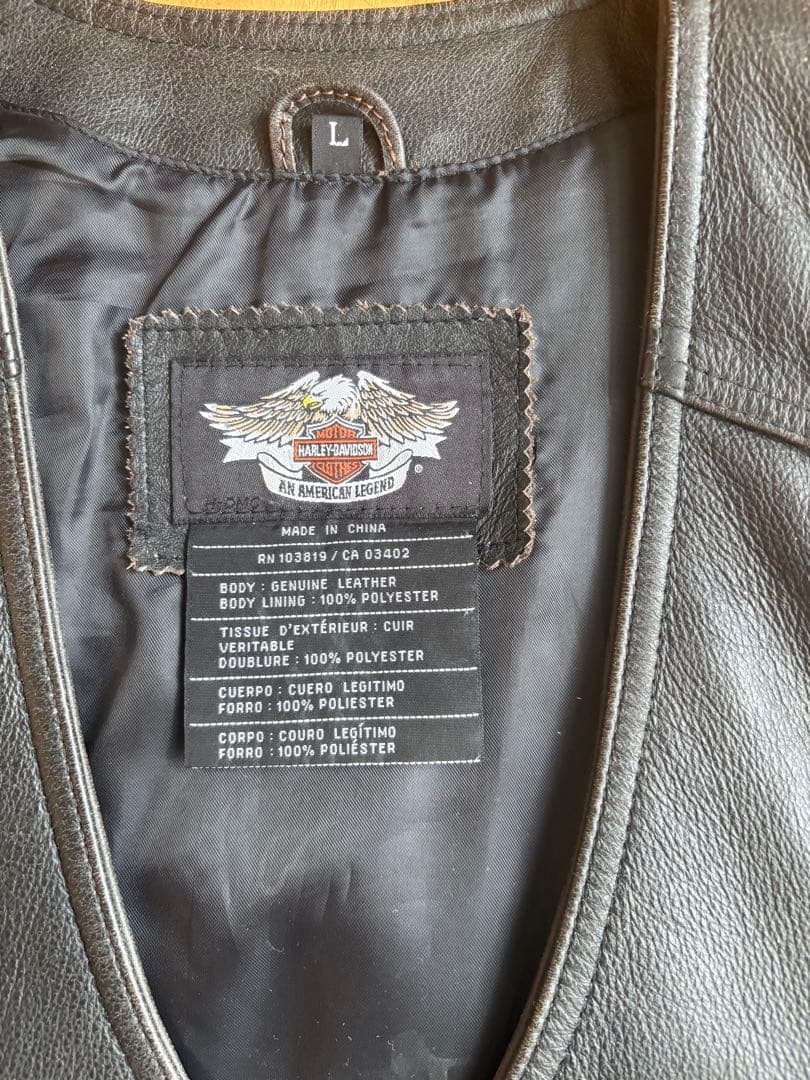 L
MOTOR
HARLEY-DAVIDSON
CLOTHES
®
AN AMERICAN LEGEND
H-DMC
MADE IN CHINA
RN 103819 / CA 03402
BODY : GENUINE LEATHER
BODY LINING : 100% POLYESTER
TISSUE D'EXTÉRIEUR : CUIR
VERITABLE
DOUBLURE : 100% POLYESTER
CUERPO : CUERO LEGITIMO
FORRO : 100% POLIESTER
CORPO : COURO LEGÍTIMO
FORRO : 100% POLIÉSTER